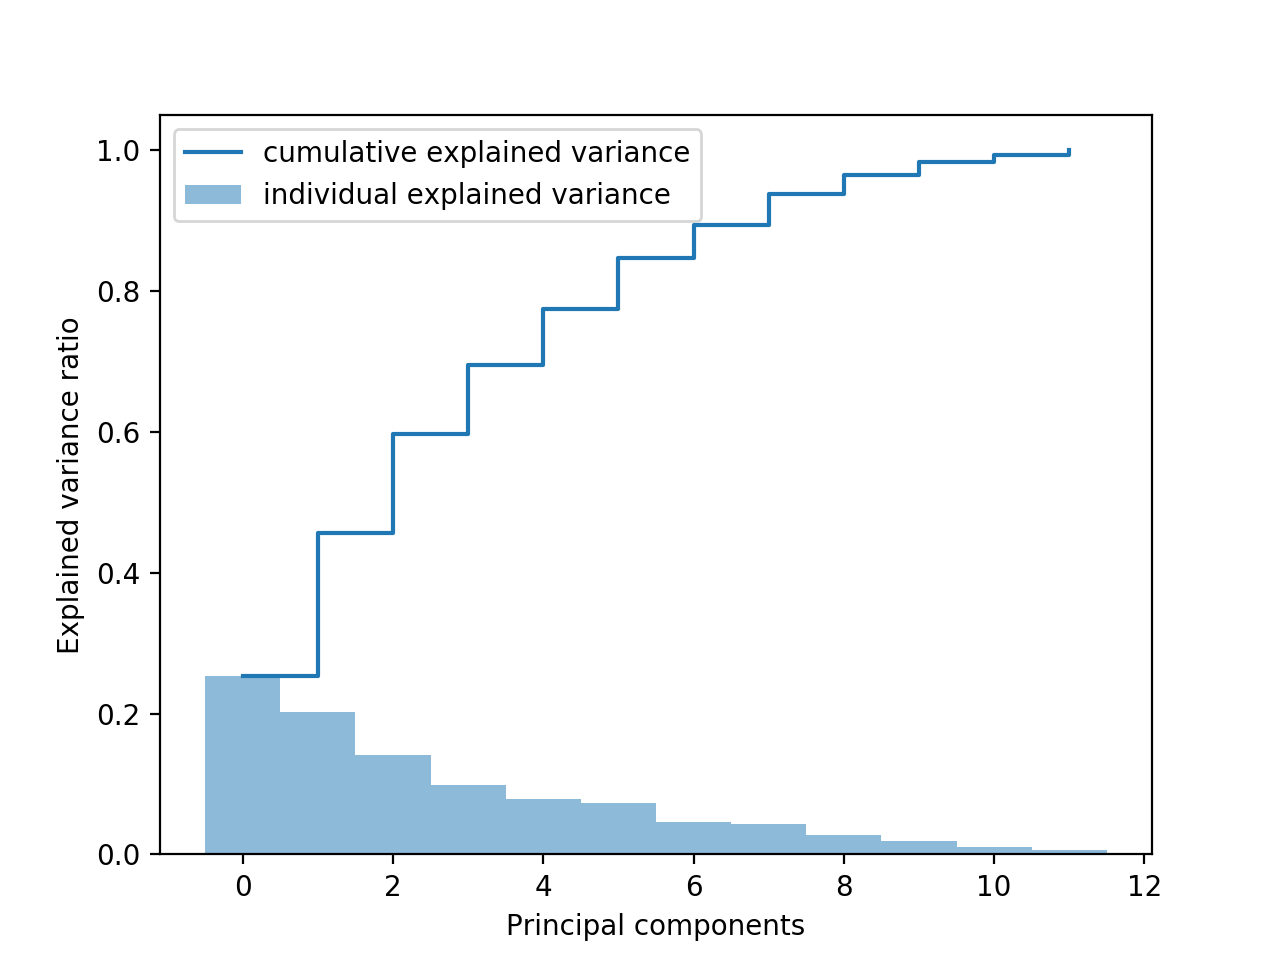 cumulative explained variance
individual explained variance
Explained variance ratio
1.0
0.8
0.6
0.4
0.2
0.0
0 2 4 6 8 10 12
Principal components